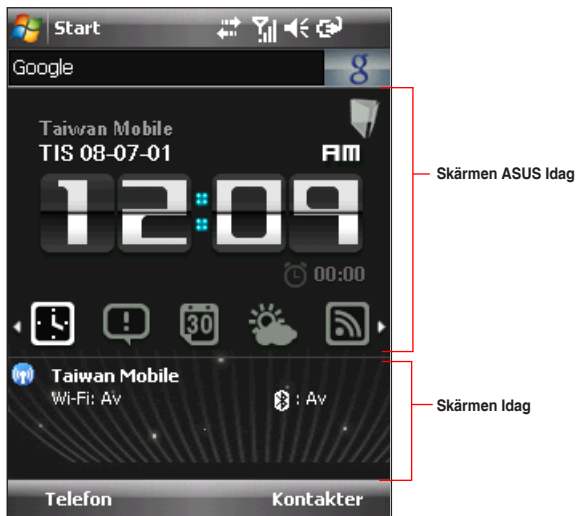 Start
Google
g
Taiwan Mobile
TIS 08-07-01
AM
12:09
00:00
30
Taiwan Mobile
Wi-Fi: Av
: Av
Telefon
Kontakter
Skärmen ASUS Idag
Skärmen Idag